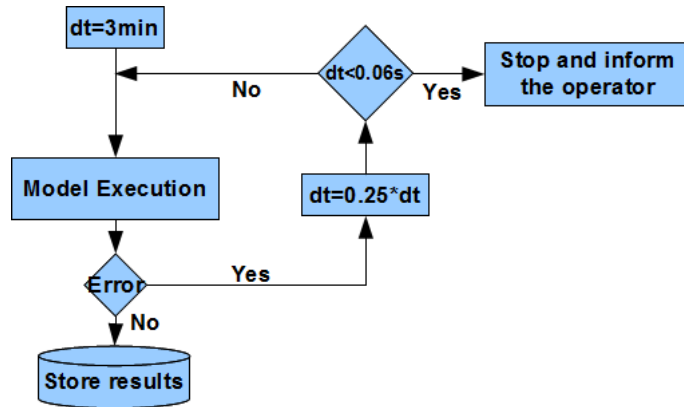 dt=3min
dt<0.06s
Stop and inform
the operator
No
Yes
Model Execution
dt=0.25*dt
Error
Yes
No
Store results